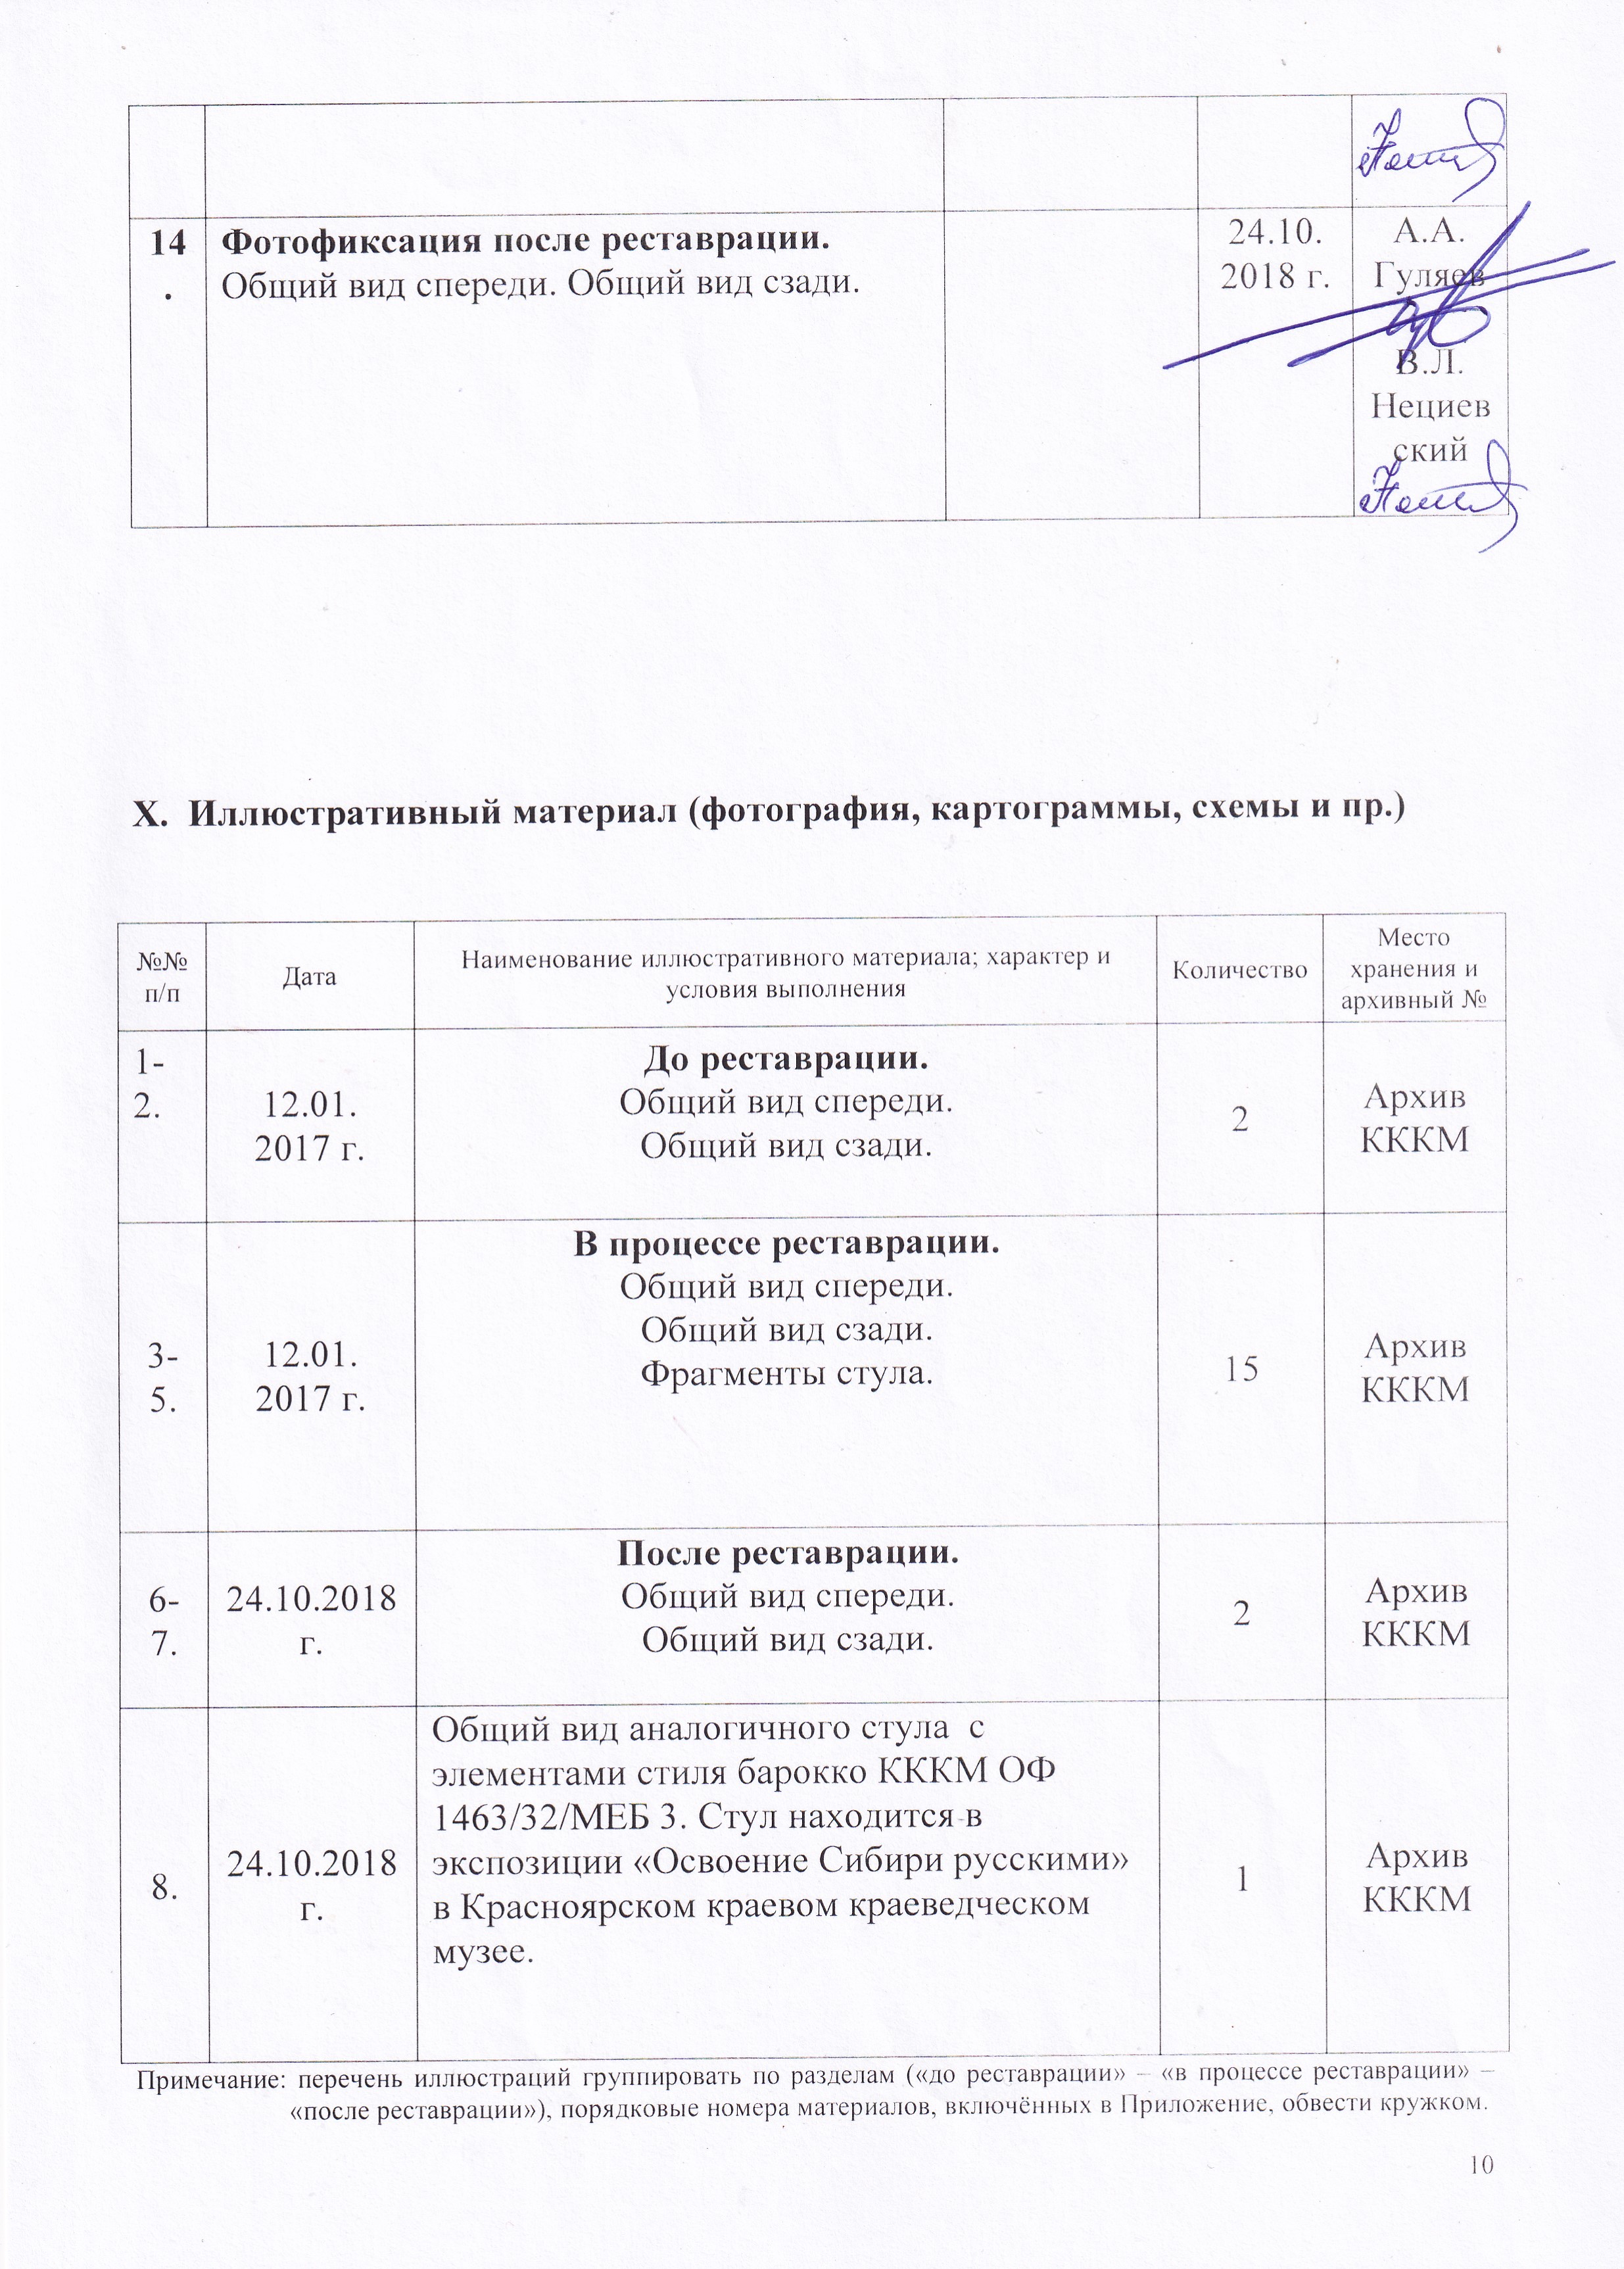 14
.
Фотофиксация после реставрации.
Общий вид спереди. Общий вид сзади.
24.10.
2018 г.
А.А.
Гуляев
В.Л.
Нециев
ский
X. Иллюстративный материал (фотография, картограммы, схемы и пр.)
№№
п/п
Дата
Наименование иллюстративного материала; характер и
условия выполнения
Количество
Место
хранения и
архивный №
1-
2.
12.01.
2017 г.
До реставрации.
Общий вид спереди.
Общий вид сзади.
2
Архив
КККМ
3-
5.
12.01.
2017 г.
В процессе реставрации.
Общий вид спереди.
Общий вид сзади.
Фрагменты стула.
15
Архив
КККМ
6-
7.
24.10.2018
г.
После реставрации.
Общий вид спереди.
Общий вид сзади.
2
Архив
КККМ
8.
24.10.2018
г.
Общий вид аналогичного стула с
элементами стиля барокко КККМ ОФ
1463/32/МЕБ 3. Стул находится в
экспозиции «Освоение Сибири русскими»
в Красноярском краевом краеведческом
музее.
1
Архив
КККМ
Примечание: перечень иллюстраций группировать по разделам («до реставрации» – «в процессе реставрации» –
«после реставрации»), порядковые номера материалов, включённых в Приложение, обвести кружком.
10